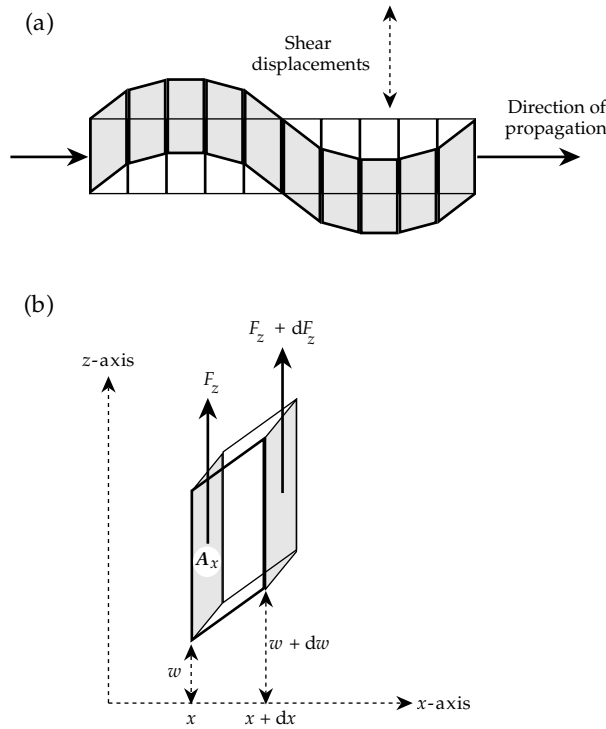 (a)
Shear
displacements
Direction of
propagation
(b)
F_z + dF_z
z-axis
F_z
A_x
w
w + dw
x
x + dx
x-axis